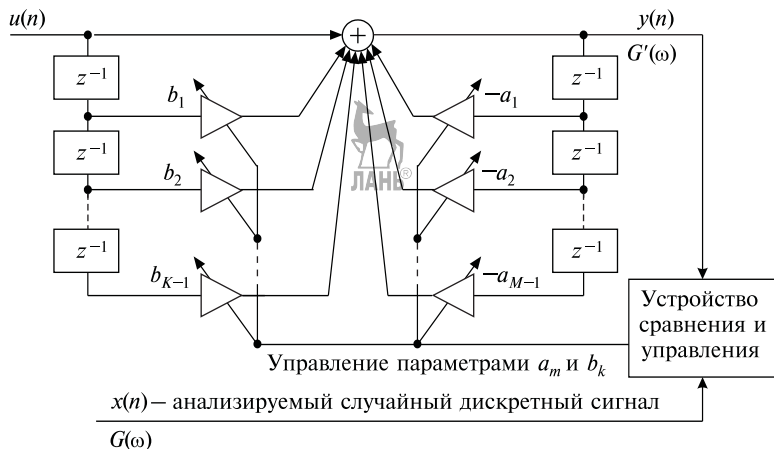 u(n)
y(n)
G′(ω)
z⁻¹
z⁻¹
b₁
−a₁
z⁻¹
z⁻¹
b₂
−a₂
ЛАНЬ®
z⁻¹
z⁻¹
b_{K−1}
−a_{M−1}
Устройство
сравнения и
управления
Управление параметрами a_m и b_k
x(n) – анализируемый случайный дискретный сигнал
G(ω)